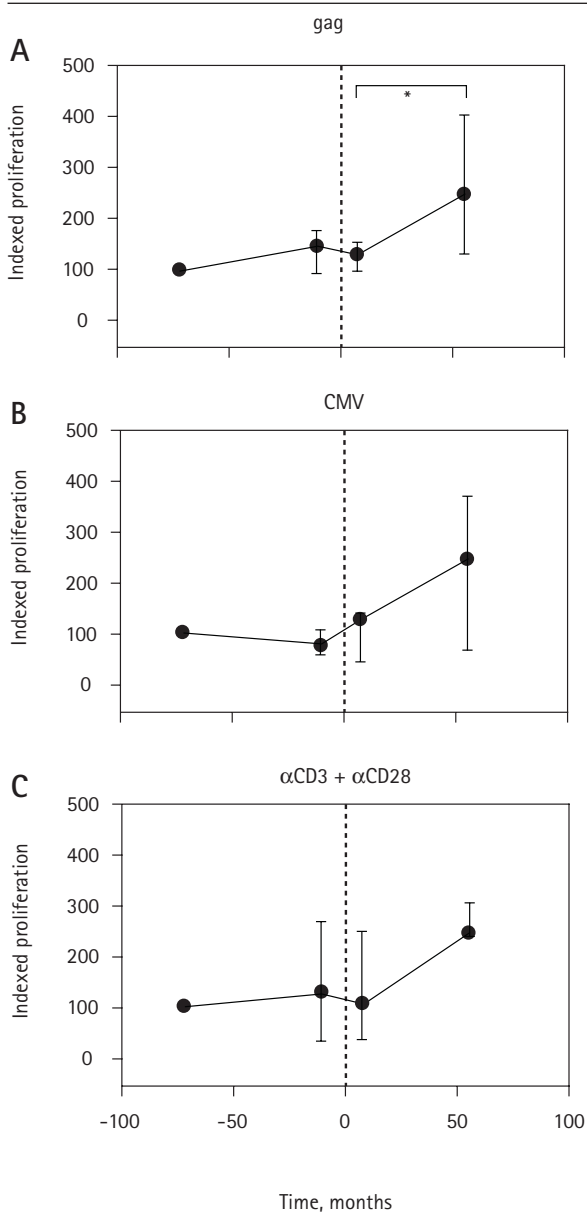 gag
A
500
400
300
200
100
0
Indexed proliferation
*
CMV
B
500
400
300
200
100
0
Indexed proliferation
αCD3 + αCD28
C
500
400
300
200
100
0
Indexed proliferation
-100 -50 0 50 100
Time, months